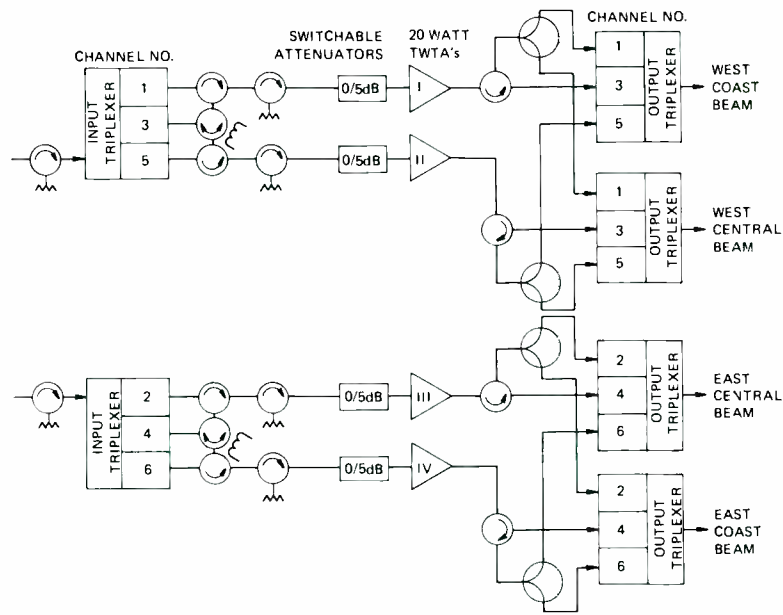 SWITCHABLE
ATTENUATORS
20 WATT
TWTA's
CHANNEL NO.
CHANNEL NO.
INPUT
TRIPLEXER
1
3
5
0/5dB
I
0/5dB
II
1
3
5
OUTPUT
TRIPLEXER
WEST
COAST
BEAM
1
3
5
OUTPUT
TRIPLEXER
WEST
CENTRAL
BEAM
INPUT
TRIPLEXER
2
4
6
0/5dB
III
0/5dB
IV
2
4
6
OUTPUT
TRIPLEXER
EAST
CENTRAL
BEAM
2
4
6
OUTPUT
TRIPLEXER
EAST
COAST
BEAM